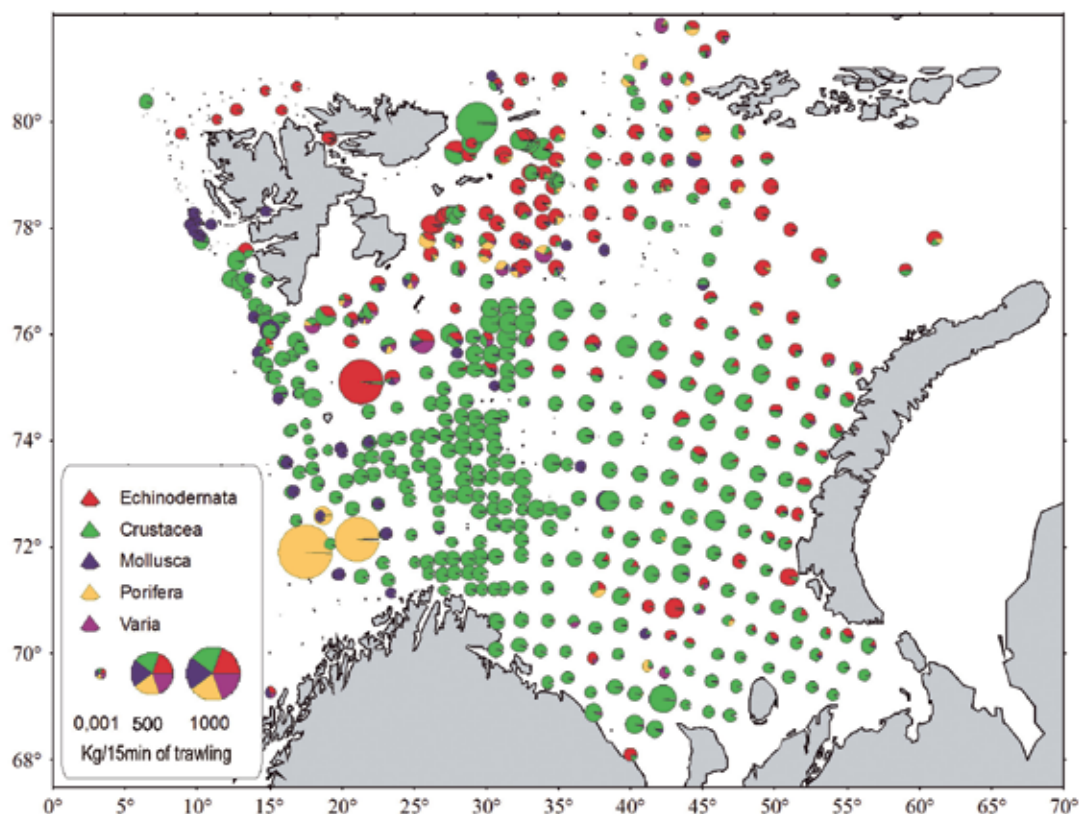 80°
78°
76°
74°
72°
70°
68°
Echinodernata
Crustacea
Mollusca
Porifera
Varia
0,001 500 1000
Kg/15min of trawling
0° 5° 10° 15° 20° 25° 30° 35° 40° 45° 50° 55° 60° 65° 70°